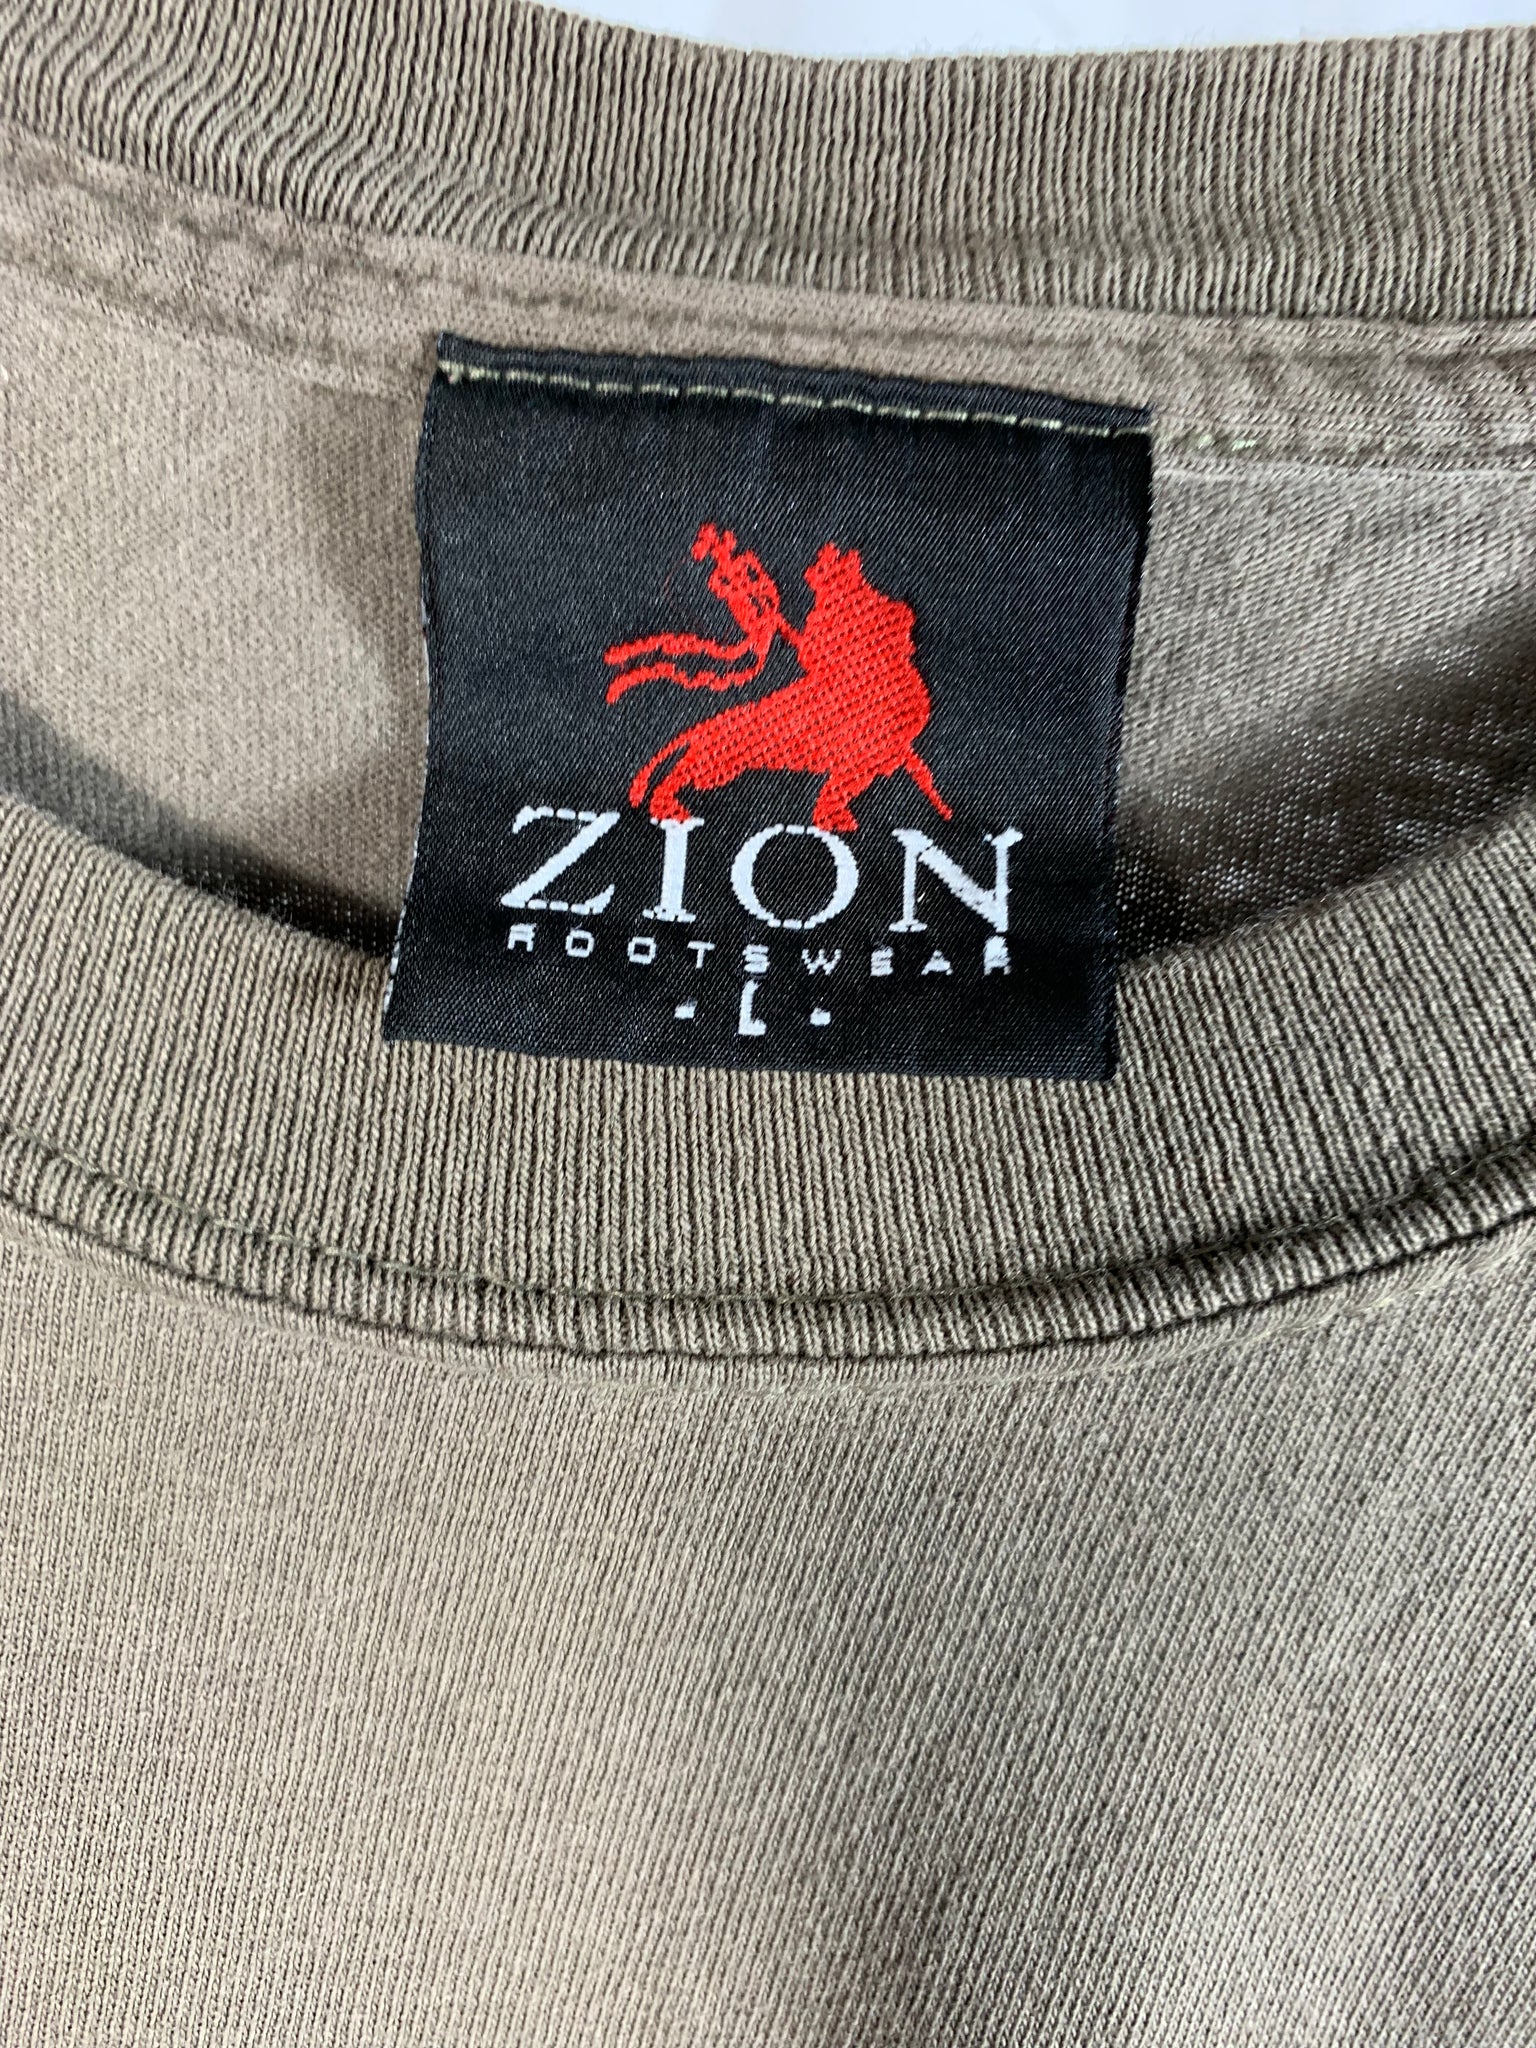 ZION
ROOTSWEAR
- L -